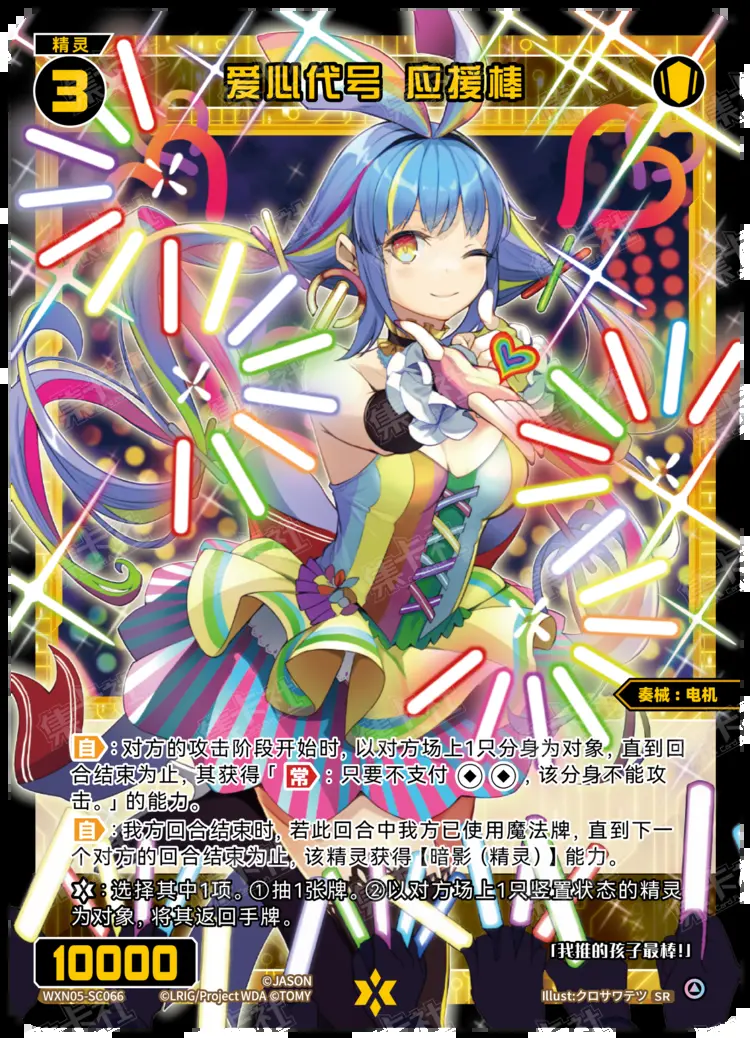 精灵
3
爱心代号 应援棒
奏械：电机
自：对方的攻击阶段开始时，以对方场上1只分身为对象，直到回
合结束为止，其获得「常：只要不支付◆◆，该分身不能攻
击。」的能力。
自：我方回合结束时，若此回合中我方已使用魔法牌，直到下一
个对方的回合结束为止，该精灵获得【暗影（精灵）】能力。
：选择其中1项。①抽1张牌。②以对方场上1只竖置状态的精灵
为对象，将其返回手牌。
「我推的孩子最棒!」
10000
©JASON
WXN05-SC066 ©LRIG/Project WDA ©TOMY
Illust:クロサワテツ SR
集卡社